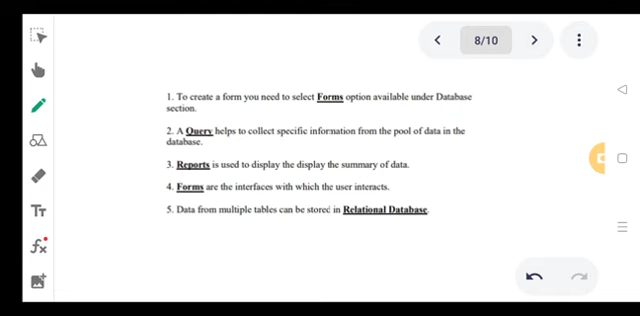 8/10
1. To create a form you need to select Forms option available under Database
section.
2. A Query helps to collect specific information from the pool of data in the
database.
3. Reports is used to display the display the summary of data.
4. Forms are the interfaces with which the user interacts.
5. Data from multiple tables can be stored in Relational Database.
TT
fx